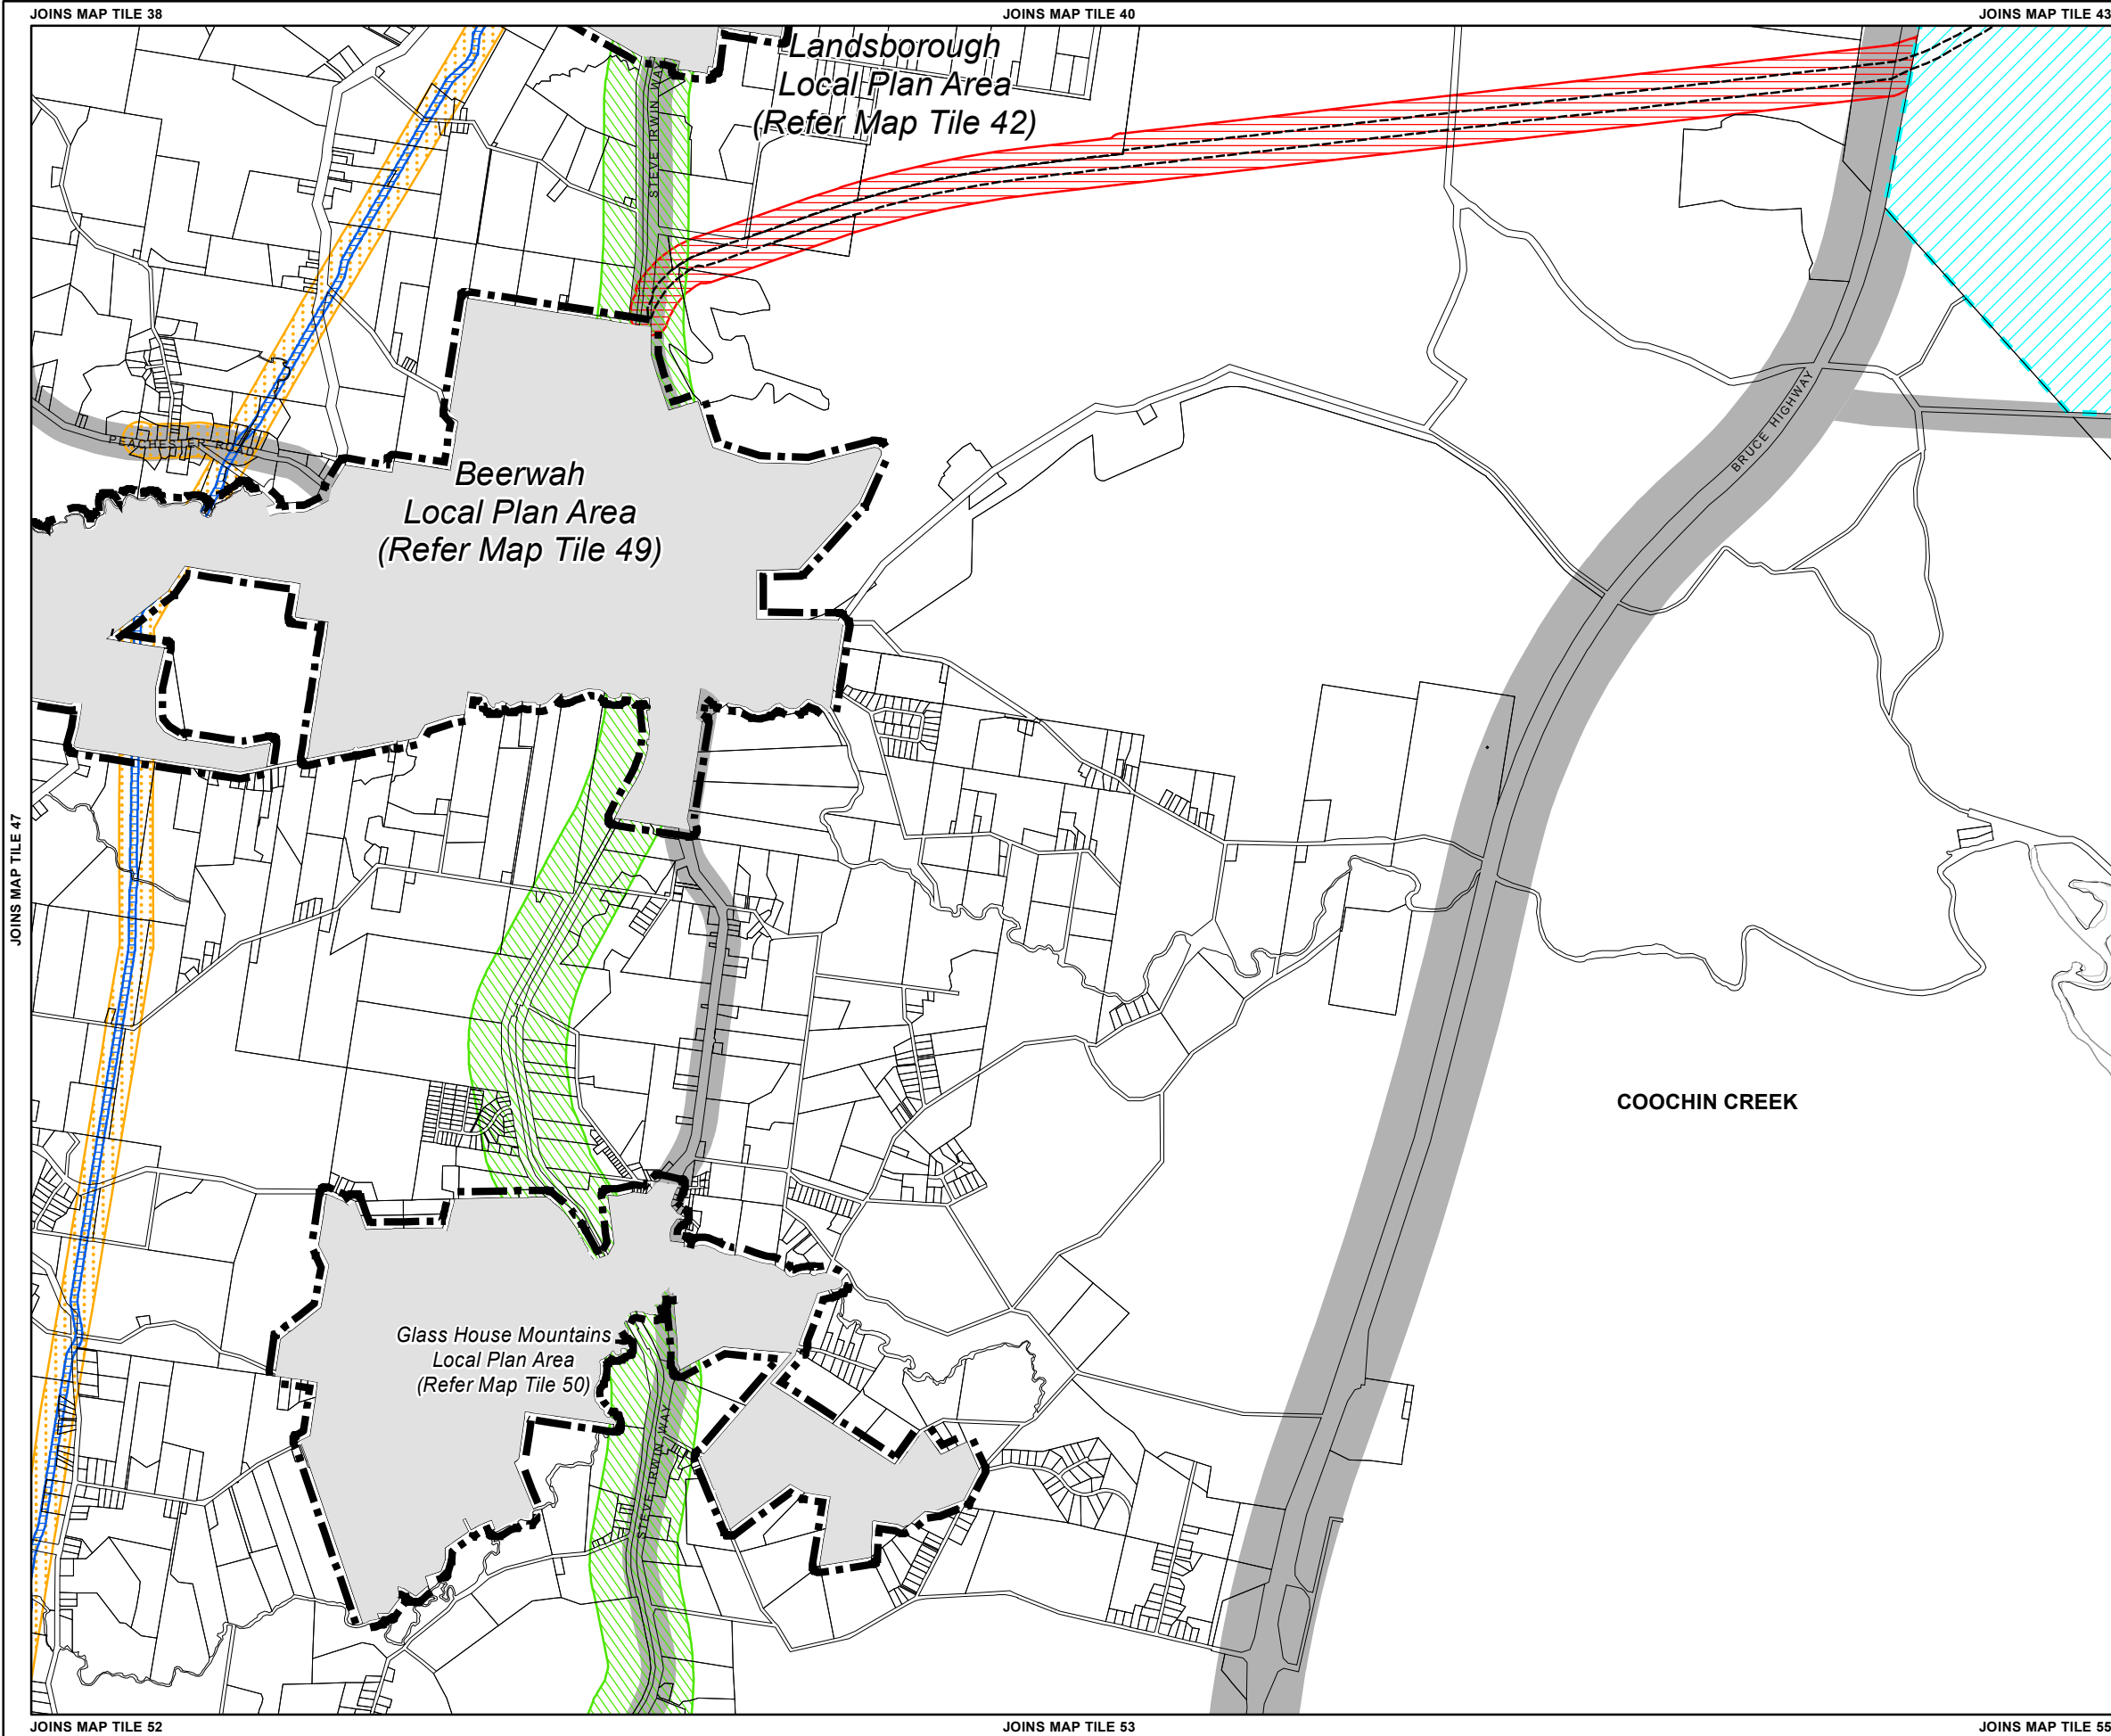 JOINS MAP TILE 38
JOINS MAP TILE 40
JOINS MAP TILE 43
Landsborough
Local Plan Area
(Refer Map Tile 42)
STEVE IRWIN WAY
BRUCE HIGHWAY
PEACHESTER ROAD
Beerwah
Local Plan Area
(Refer Map Tile 49)
JOINS MAP TILE 47
COOCHIN CREEK
Glass House Mountains
Local Plan Area
(Refer Map Tile 50)
STEVE IRWIN WAY
JOINS MAP TILE 52
JOINS MAP TILE 53
JOINS MAP TILE 55